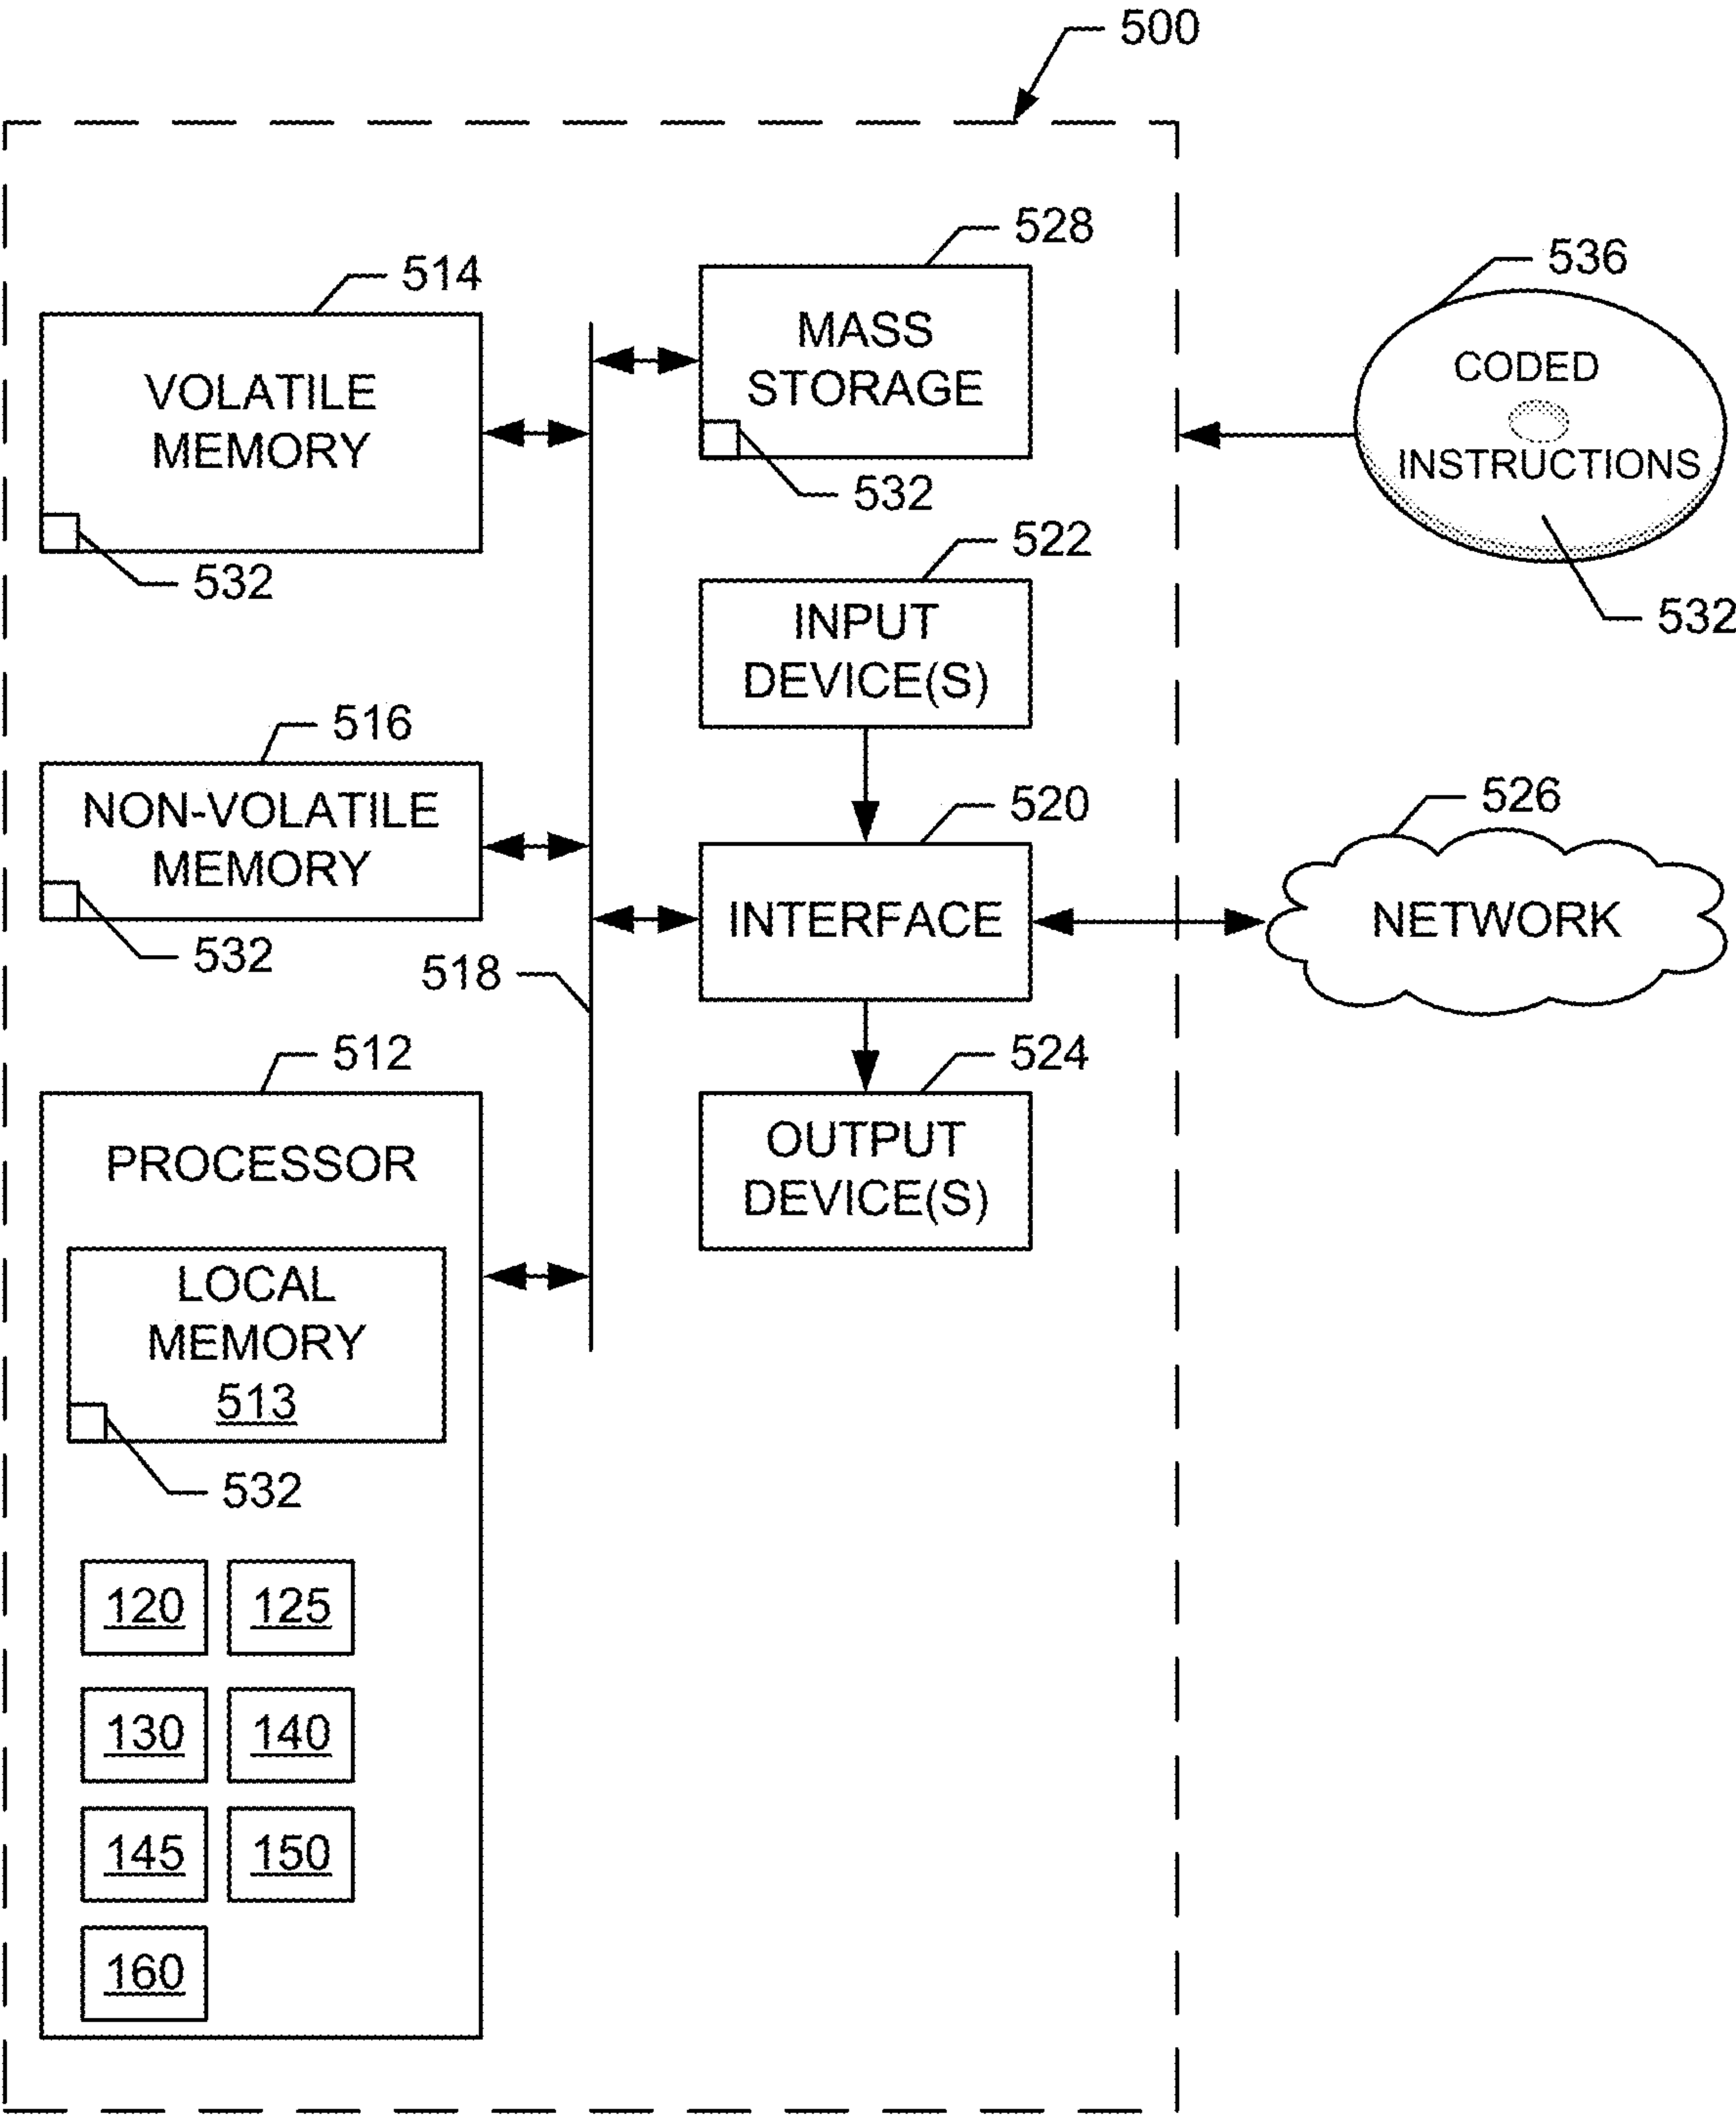 500
528
MASS
STORAGE
532
514
VOLATILE
MEMORY
532
536
CODED
INSTRUCTIONS
532
522
INPUT
DEVICE(S)
516
NON-VOLATILE
MEMORY
532
518
520
INTERFACE
526
NETWORK
512
PROCESSOR
LOCAL
MEMORY
513
532
524
OUTPUT
DEVICE(S)
120 125
130 140
145 150
160